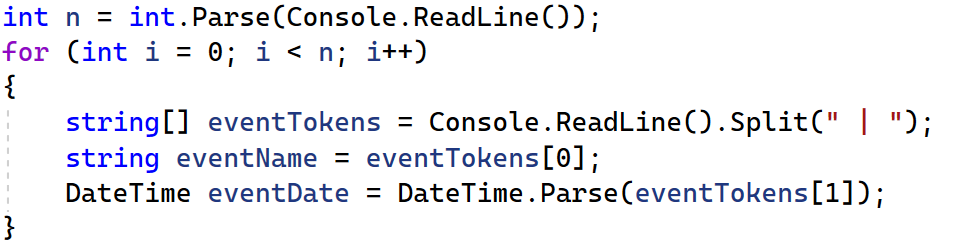 int n = int.Parse(Console.ReadLine());
for (int i = 0; i < n; i++)
{
    string[] eventTokens = Console.ReadLine().Split(" | ");
    string eventName = eventTokens[0];
    DateTime eventDate = DateTime.Parse(eventTokens[1]);
}